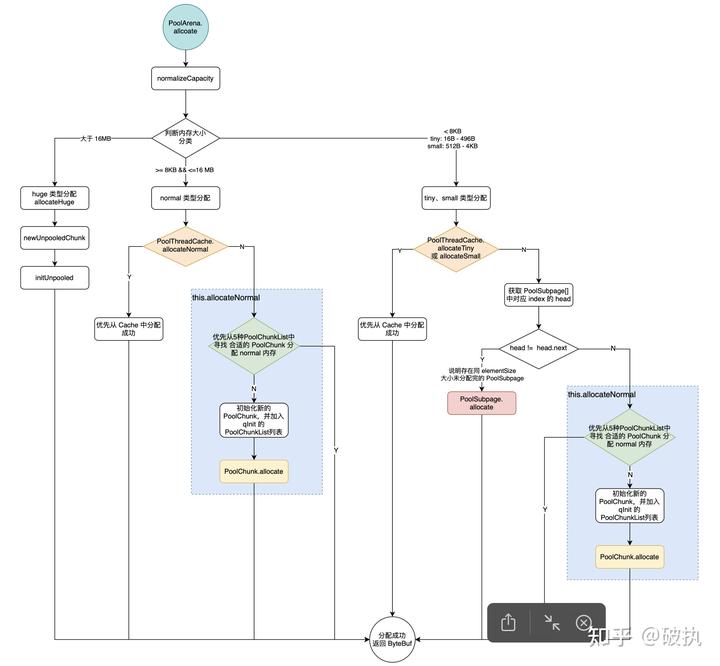 PoolArena.
allcoate
normalizeCapacity
判断内存大小
分类
大于 16MB
>= 8KB && <=16 MB
< 8KB
tiny: 16B - 496B
small: 512B - 4KB
huge 类型分配
allocateHuge
newUnpooledChunk
initUnpooled
normal 类型分配
PoolThreadCache.
allocateNormal
Y
N
优先从 Cache 中分配
成功
this.allocateNormal
优先从5种PoolChunkList中
寻找 合适的 PoolChunk 分
配 normal 内存
N
Y
初始化新的
PoolChunk，并加入
qInit 的
PoolChunkList列表
PoolChunk.allocate
tiny、small 类型分配
PoolThreadCache.
allocateTiny
或 allocateSmall
Y
N
优先从 Cache 中分配
成功
获取 PoolSubpage[]
中对应 index 的 head
head != head.next
Y
N
说明存在同 elementSize
大小未分配完的 PoolSubpage
PoolSubpage.
allocate
this.allocateNormal
优先从5种PoolChunkList中
寻找 合适的 PoolChunk 分
配 normal 内存
N
Y
初始化新的
PoolChunk，并加入
qInit 的
PoolChunkList列表
PoolChunk.allocate
分配成功
返回 ByteBuf
知乎 @破执